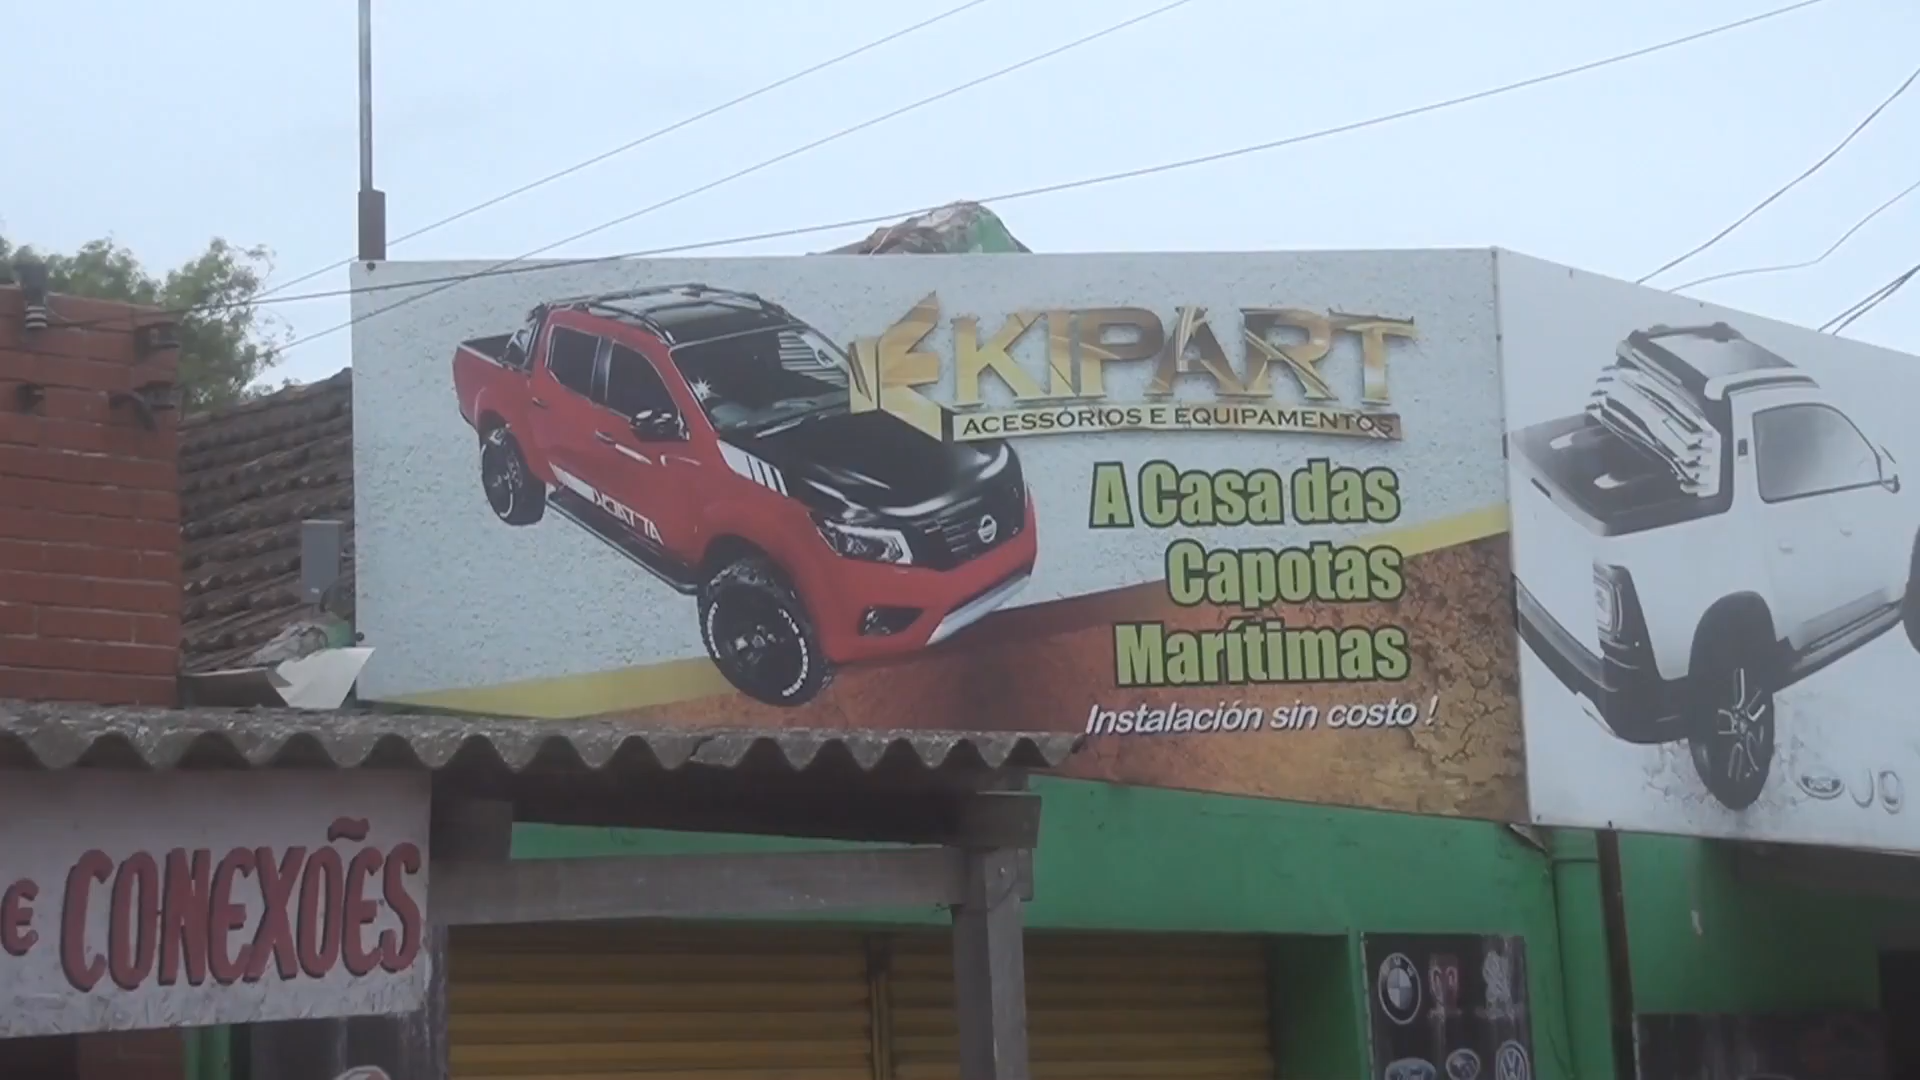 EKIPART
ACESSÓRIOS E EQUIPAMENTOS
A Casa das
Capotas
Marítimas
Instalación sin costo !
E CONEXÕES